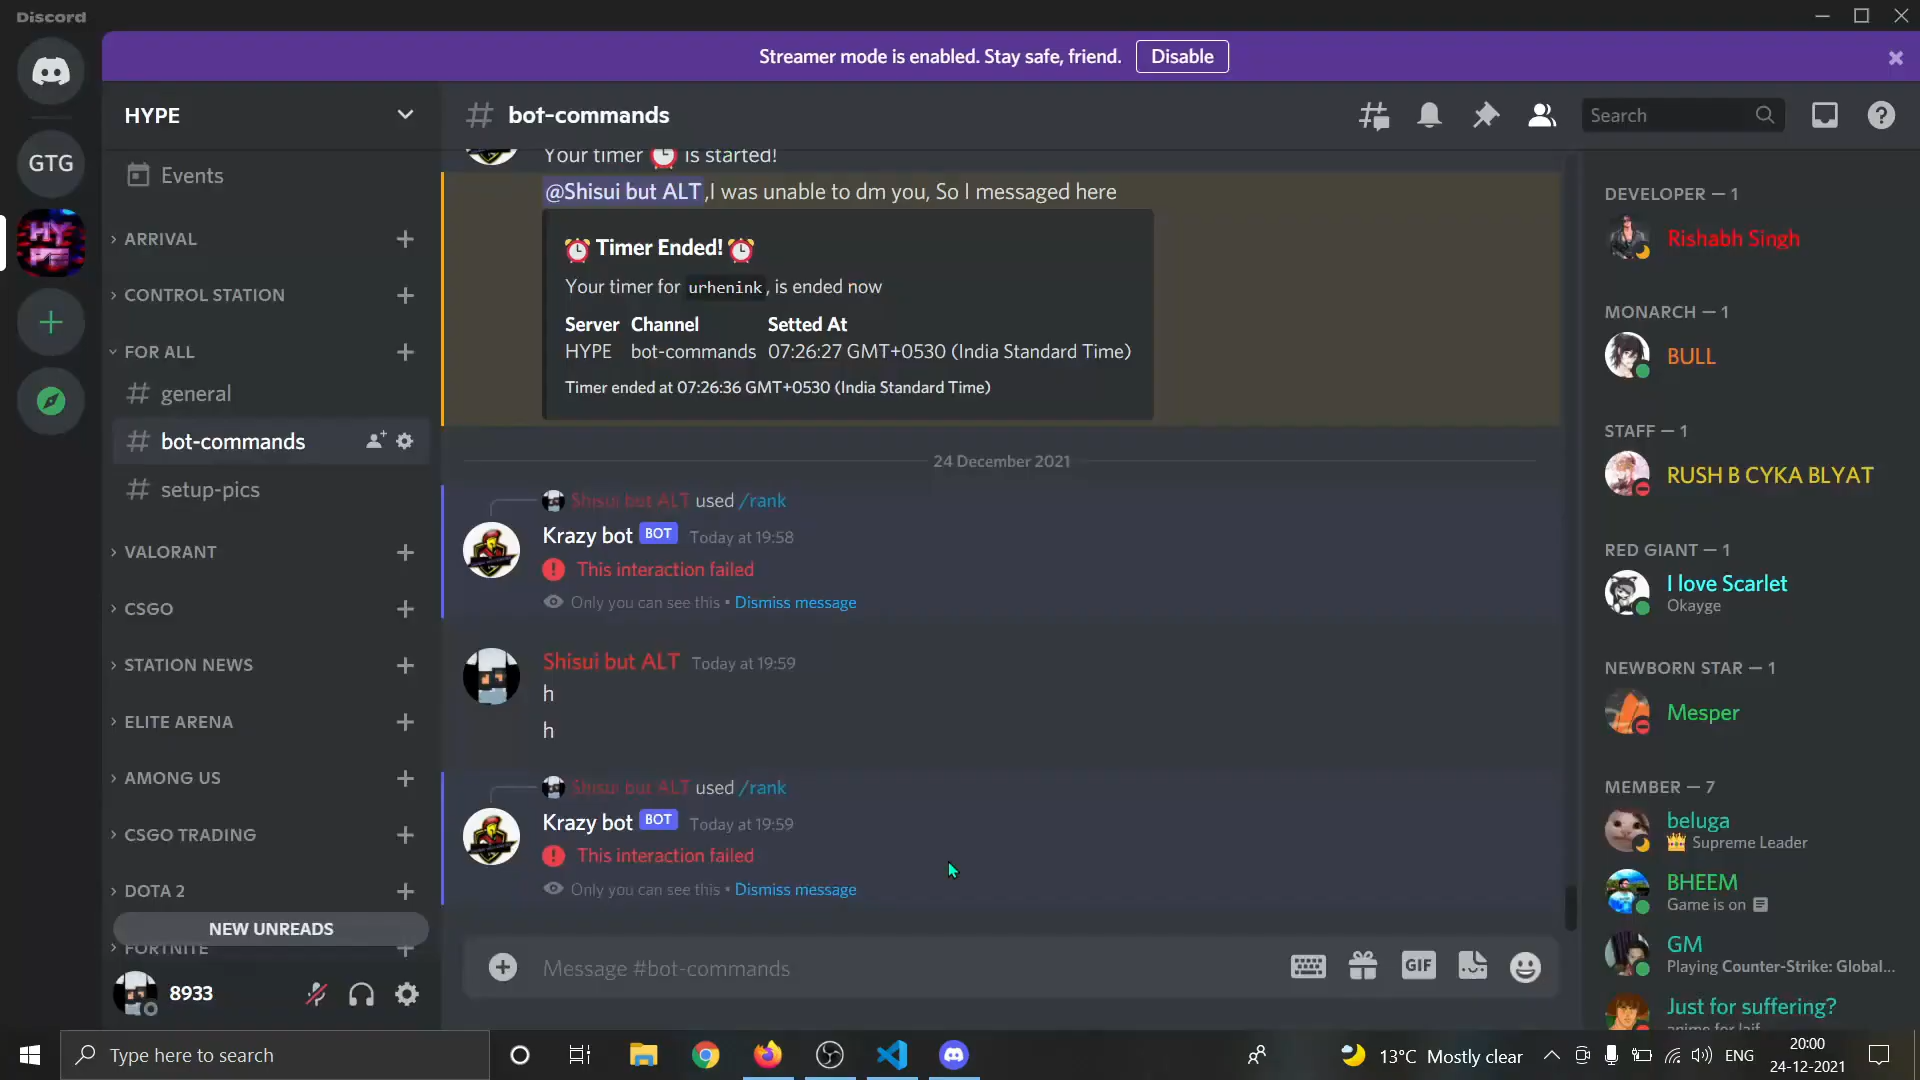 Discord
Streamer mode is enabled. Stay safe, friend.
Disable
GTG
HYPE
HYPE
Events
ARRIVAL
CONTROL STATION
FOR ALL
general
bot-commands
setup-pics
VALORANT
CSGO
STATION NEWS
ELITE ARENA
AMONG US
CSGO TRADING
DOTA 2
NEW UNREADS
FORTNITE
8933
bot-commands
Search
Your timer ⏰ is started!
@Shisui but ALT,I was unable to dm you, So I messaged here
⏰ Timer Ended! ⏰
Your timer for urhenink, is ended now
Server Channel Setted At
HYPE bot-commands 07:26:27 GMT+0530 (India Standard Time)
Timer ended at 07:26:36 GMT+0530 (India Standard Time)
24 December 2021
Shisui but ALT used /rank
Krazy bot BOT Today at 19:58
This interaction failed
Only you can see this • Dismiss message
Shisui but ALT Today at 19:59
h
h
Shisui but ALT used /rank
Krazy bot BOT Today at 19:59
This interaction failed
Only you can see this • Dismiss message
Message #bot-commands
GIF
DEVELOPER — 1
Rishabh Singh
MONARCH — 1
BULL
STAFF — 1
RUSH B CYKA BLYAT
RED GIANT — 1
I love Scarlet
Okayge
NEWBORN STAR — 1
Mesper
MEMBER — 7
beluga
👑 Supreme Leader
BHEEM
Game is on
GM
Playing Counter-Strike: Global...
Just for suffering?
anime for laif
Type here to search
13°C Mostly clear
ENG
20:00
24-12-2021